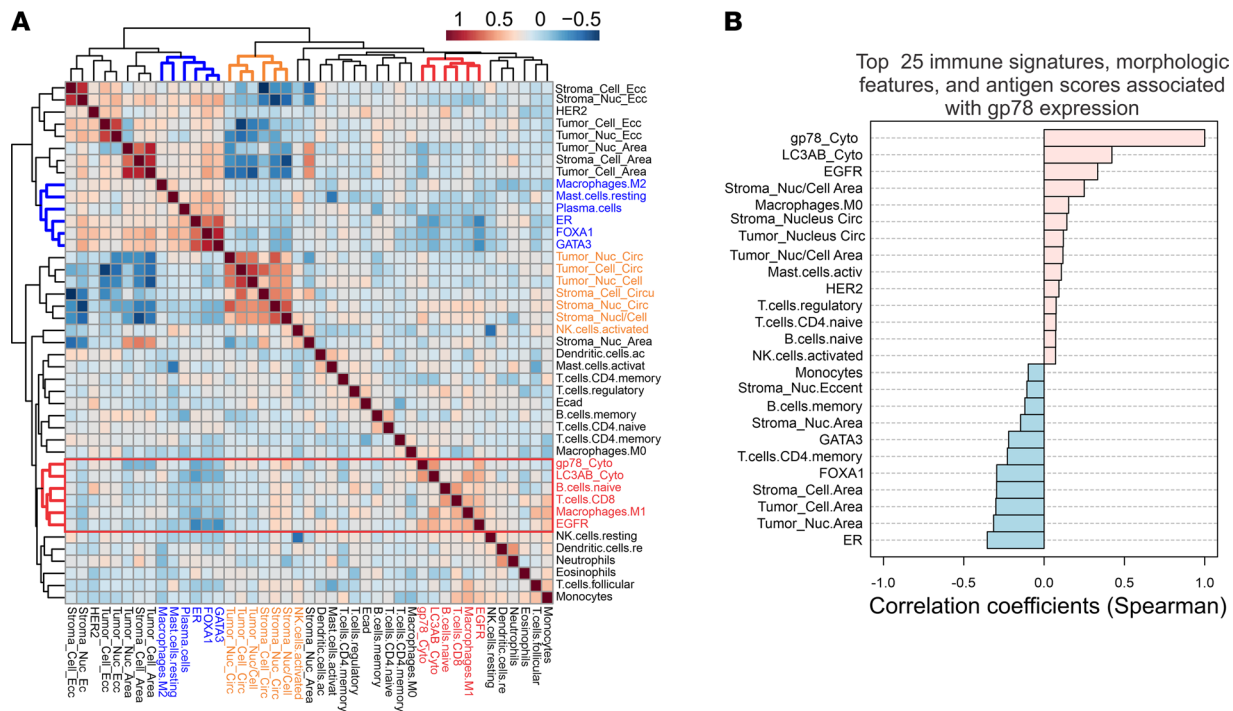 A
1 0.5 0 −0.5
Stroma_Cell_Ecc
Stroma_Nuc_Ecc
HER2
Tumor_Cell_Ecc
Tumor_Nuc_Ecc
Tumor_Nuc_Area
Stroma_Cell_Area
Tumor_Cell_Area
Macrophages.M2
Mast.cells.resting
Plasma.cells
ER
FOXA1
GATA3
Tumor_Nuc_Circ
Tumor_Cell_Circ
Tumor_Nuc_Cell
Stroma_Cell_Circu
Stroma_Nuc_Circ
Stroma_Nucl/Cell
NK.cells.activated
Stroma_Nuc_Area
Dendritic.cells.ac
Mast.cells.activat
T.cells.CD4.memory
T.cells.regulatory
Ecad
B.cells.memory
T.cells.CD4.naive
T.cells.CD4.memory
Macrophages.M0
gp78_Cyto
LC3AB_Cyto
B.cells.naive
T.cells.CD8
Macrophages.M1
EGFR
NK.cells.resting
Dendritic.cells.re
Neutrophils
Eosinophils
T.cells.follicular
Monocytes
Stroma_Cell_Ecc
Stroma_Nuc_Ec
HER2
Tumor_Cell_Ecc
Tumor_Nuc_Ecc
Tumor_Nuc_Area
Stroma_Cell_Area
Tumor_Cell_Area
Macrophages.M2
Mast.cells.resting
Plasma.cells
ER
FOXA1
GATA3
Tumor_Nuc_Circ
Tumor_Cell_Circ
Tumor_Nuc/Cell
Stroma_Cell_Circ
Stroma_Nuc_Circ
Stroma_Nuc/Cell
NK.cells.activated
Stroma_Nuc_Area
Dendritic.cells.ac
Mast.cells.activat
T.cells.CD4.memory
T.cells.regulatory
Ecad
B.cells.memory
T.cells.CD4.naive
T.cells.CD4.memory
Macrophages.M0
gp78_Cyto
LC3AB_Cyto
B.cells.naive
T.cells.CD8
Macrophages.M1
EGFR
NK.cells.resting
Dendritic.cells.re
Neutrophils
Eosinophils
T.cells.follicular
Monocytes
B
Top 25 immune signatures, morphologic
features, and antigen scores associated
with gp78 expression
gp78_Cyto
LC3AB_Cyto
EGFR
Stroma_Nuc/Cell Area
Macrophages.M0
Stroma_Nucleus Circ
Tumor_Nucleus Circ
Tumor_Nuc/Cell Area
Mast.cells.activ
HER2
T.cells.regulatory
T.cells.CD4.naive
B.cells.naive
NK.cells.activated
Monocytes
Stroma_Nuc.Eccent
B.cells.memory
Stroma_Nuc.Area
GATA3
T.cells.CD4.memory
FOXA1
Stroma_Cell.Area
Tumor_Cell.Area
Tumor_Nuc.Area
ER
-1.0 -0.5 0.0 0.5 1.0
Correlation coefficients (Spearman)